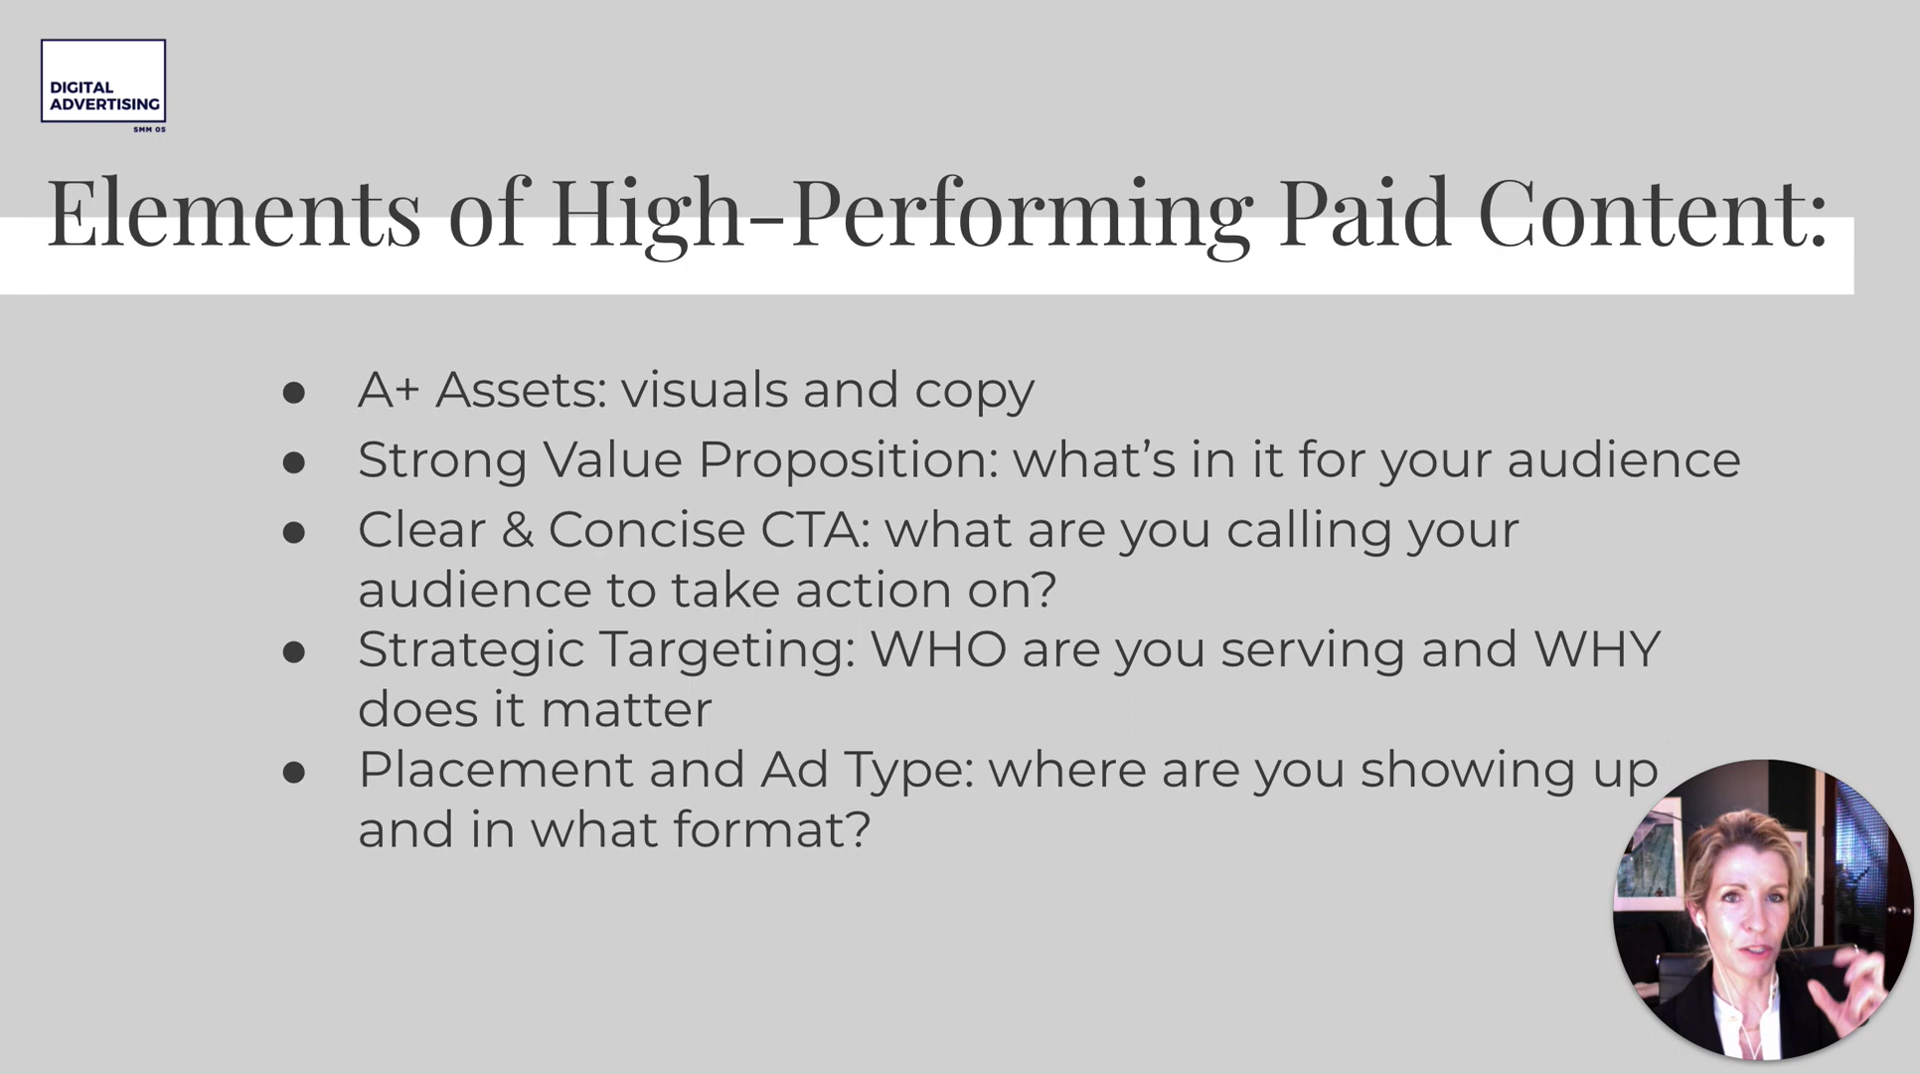 DIGITAL
ADVERTISING
SMM 05
Elements of High-Performing Paid Content:
● A+ Assets: visuals and copy
● Strong Value Proposition: what’s in it for your audience
● Clear & Concise CTA: what are you calling your
audience to take action on?
● Strategic Targeting: WHO are you serving and WHY
does it matter
● Placement and Ad Type: where are you showing up
and in what format?